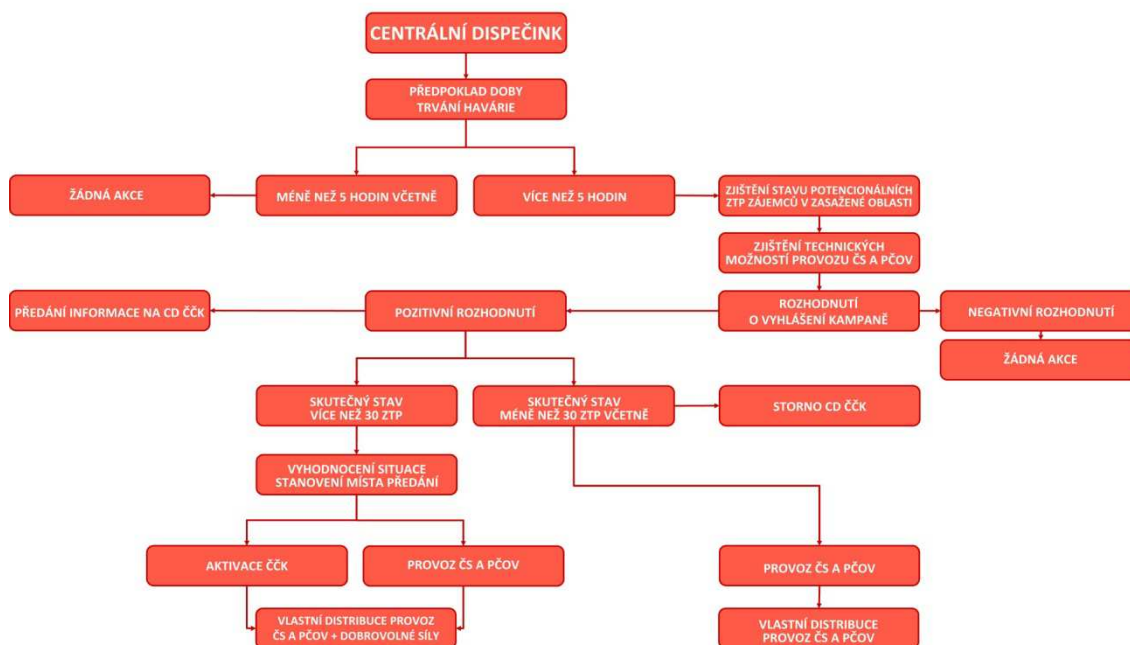 CENTRÁLNÍ DISPEČINK
PŘEDPOKLAD DOBY
TRVÁNÍ HAVÁRIE
ŽÁDNÁ AKCE
MÉNĚ NEŽ 5 HODIN VČETNĚ
VÍCE NEŽ 5 HODIN
ZJIŠTĚNÍ STAVU POTENCIONÁLNÍCH
ZTP ZÁJEMCŮ V ZASAŽENÉ OBLASTI
ZJIŠTĚNÍ TECHNICKÝCH
MOŽNOSTÍ PROVOZU ČS A PČOV
PŘEDÁNÍ INFORMACE NA CD ČČK
POZITIVNÍ ROZHODNUTÍ
ROZHODNUTÍ
O VYHLÁŠENÍ KAMPANĚ
NEGATIVNÍ ROZHODNUTÍ
ŽÁDNÁ AKCE
SKUTEČNÝ STAV
VÍCE NEŽ 30 ZTP
SKUTEČNÝ STAV
MÉNĚ NEŽ 30 ZTP VČETNĚ
STORNO CD ČČK
VYHODNOCENÍ SITUACE
STANOVENÍ MÍSTA PŘEDÁNÍ
AKTIVACE ČČK
PROVOZ ČS A PČOV
PROVOZ ČS A PČOV
VLASTNÍ DISTRIBUCE PROVOZ
ČS A PČOV + DOBROVOLNÉ SÍLY
VLASTNÍ DISTRIBUCE
PROVOZ ČS A PČOV